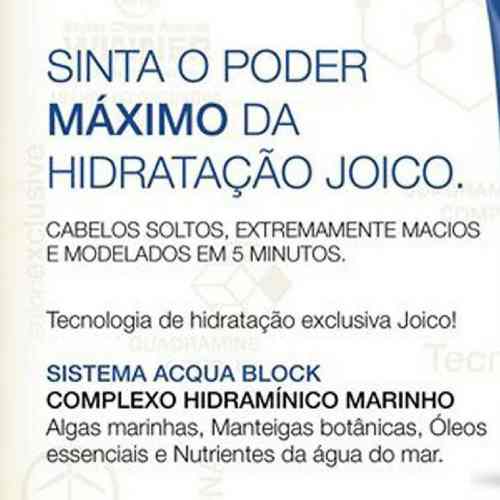 SINTA O PODER
MÁXIMO DA
HIDRATAÇÃO JOICO.
CABELOS SOLTOS, EXTREMAMENTE MACIOS
E MODELADOS EM 5 MINUTOS.
Tecnologia de hidratação exclusiva Joico!
SISTEMA ACQUA BLOCK
COMPLEXO HIDRAMÍNICO MARINHO
Algas marinhas, Manteigas botânicas, Óleos
essenciais e Nutrientes da água do mar.